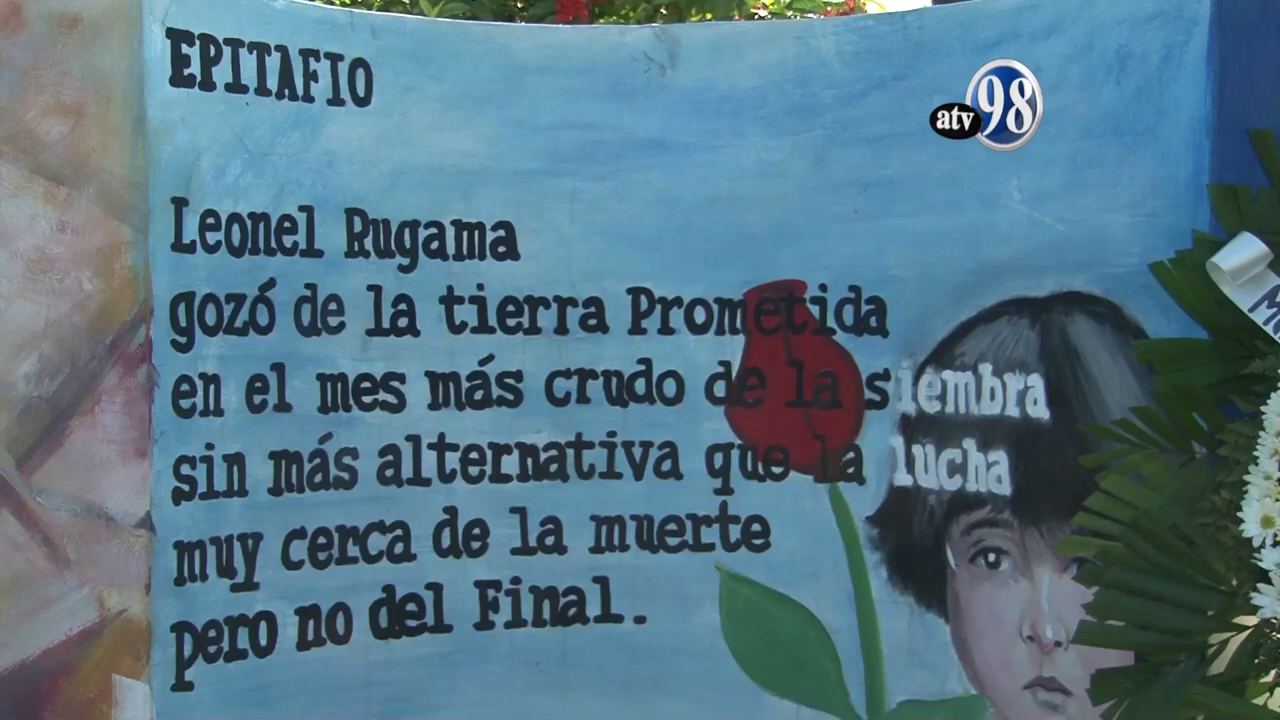 EPITAFIO
atv 98
Leonel Rugama
gozó de la tierra Prometida
en el mes más crudo de la siembra
sin más alternativa que la lucha
muy cerca de la muerte
pero no del Final.